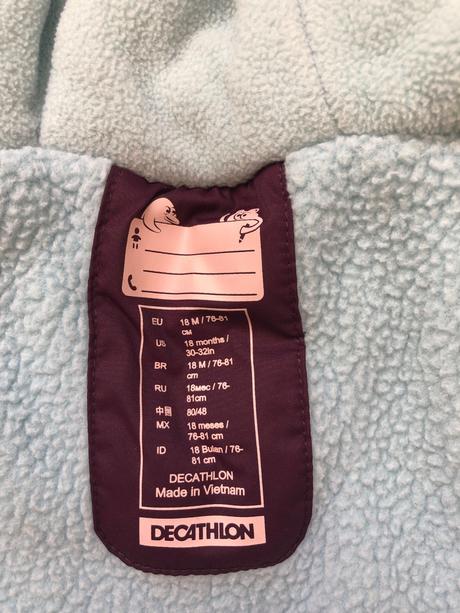 EU 18 M / 76-81
CM
US 18 months /
30-32in
BR 18 M / 76-81
cm
RU 18мес / 76-
81cm
中国 80/48
MX 18 meses /
76-81 cm
ID 18 Bulan / 76-
81 cm
DECATHLON
Made in Vietnam
DECATHLON